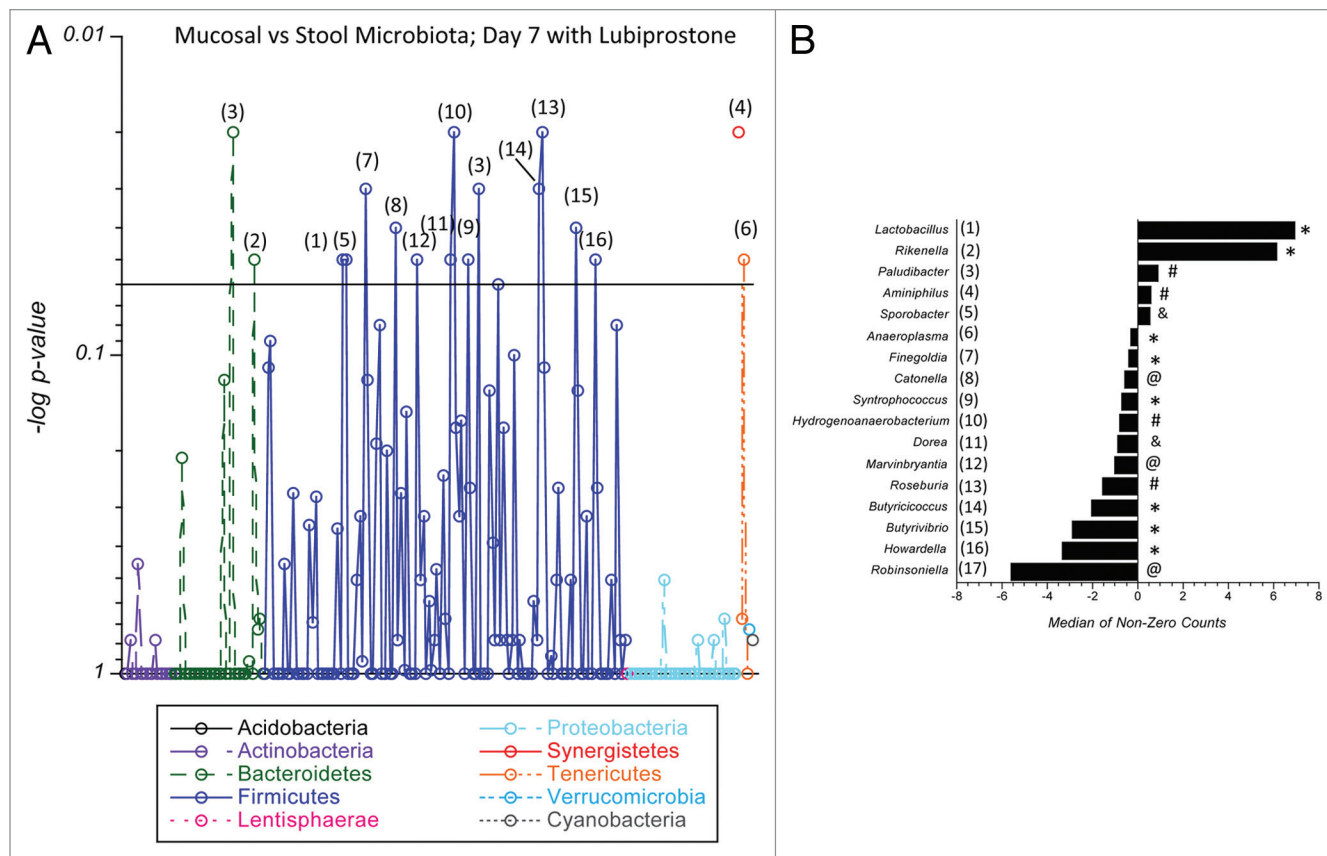 A
Mucosal vs Stool Microbiota; Day 7 with Lubiprostone
0.01
0.1
1
-log p-value
(3)
(2)
(1)
(5)
(7)
(8)
(12)
(11)
(10)
(9)
(3)
(14)
(13)
(15)
(16)
(4)
(6)
Acidobacteria
Actinobacteria
Bacteroidetes
Firmicutes
Lentisphaerae
Proteobacteria
Synergistetes
Tenericutes
Verrucomicrobia
Cyanobacteria
B
Lactobacillus (1) *
Rikenella (2) *
Paludibacter (3) #
Aminiphilus (4) #
Sporobacter (5) &
Anaeroplasma (6) *
Finegoldia (7) *
Catonella (8) @
Syntrophococcus (9) *
Hydrogenoanaerobacterium (10) #
Dorea (11) &
Marvinbryantia (12) @
Roseburia (13) #
Butyricicoccus (14) *
Butyrivibrio (15) *
Howardella (16) *
Robinsoniella (17) @
-8 -6 -4 -2 0 2 4 6 8
Median of Non-Zero Counts